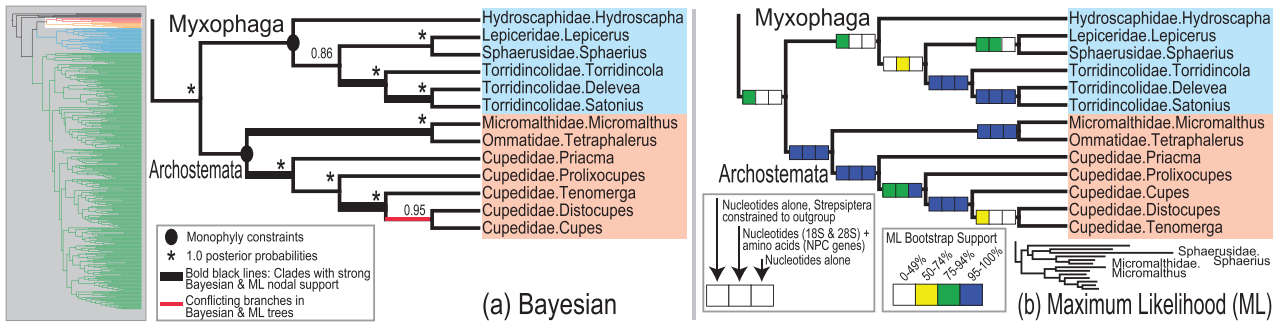 Myxophaga
Hydroscaphidae.Hydroscapha
Lepiceridae.Lepicerus
Sphaerusidae.Sphaerius
Torridincolidae.Torridincola
Torridincolidae.Delevea
Torridincolidae.Satonius
Micromalthidae.Micromalthus
Ommatidae.Tetraphalerus
Cupedidae.Priacma
Cupedidae.Prolixocupes
Cupedidae.Tenomerga
Cupedidae.Distocupes
Cupedidae.Cupes
*
0.86
*
*
*
*
Archostemata
*
*
*
0.95
Monophyly constraints
* 1.0 posterior probabilities
Bold black lines: Clades with strong
Bayesian & ML nodal support
Conflicting branches in
Bayesian & ML trees
(a) Bayesian
Myxophaga
Hydroscaphidae.Hydroscapha
Lepiceridae.Lepicerus
Sphaerusidae.Sphaerius
Torridincolidae.Torridincola
Torridincolidae.Delevea
Torridincolidae.Satonius
Micromalthidae.Micromalthus
Ommatidae.Tetraphalerus
Cupedidae.Priacma
Cupedidae.Prolixocupes
Cupedidae.Cupes
Cupedidae.Distocupes
Cupedidae.Tenomerga
Archostemata
Nucleotides alone, Strepsiptera
constrained to outgroup
Nucleotides (18S & 28S) +
amino acids (NPC genes)
Nucleotides alone
ML Bootstrap Support
0-49%
50-74%
75-94%
95-100%
Sphaerusidae.
Sphaerius
Micromalthidae.
Micromalthus
(b) Maximum Likelihood (ML)